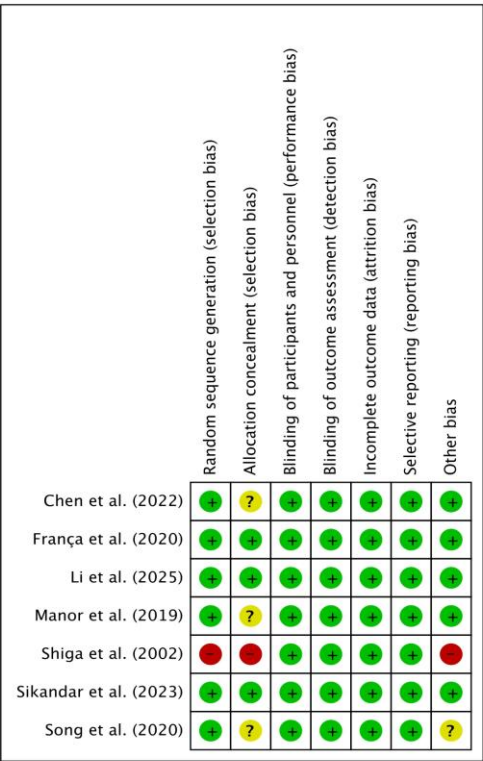 Random sequence generation (selection bias)
Allocation concealment (selection bias)
Blinding of participants and personnel (performance bias)
Blinding of outcome assessment (detection bias)
Incomplete outcome data (attrition bias)
Selective reporting (reporting bias)
Other bias
Chen et al. (2022) + ? + + + + +
França et al. (2020) + + + + + + +
Li et al. (2025) + + + + + + +
Manor et al. (2019) + ? + + + + +
Shiga et al. (2002) - - + + + + -
Sikandar et al. (2023) + + + + + + +
Song et al. (2020) + ? + + + + ?